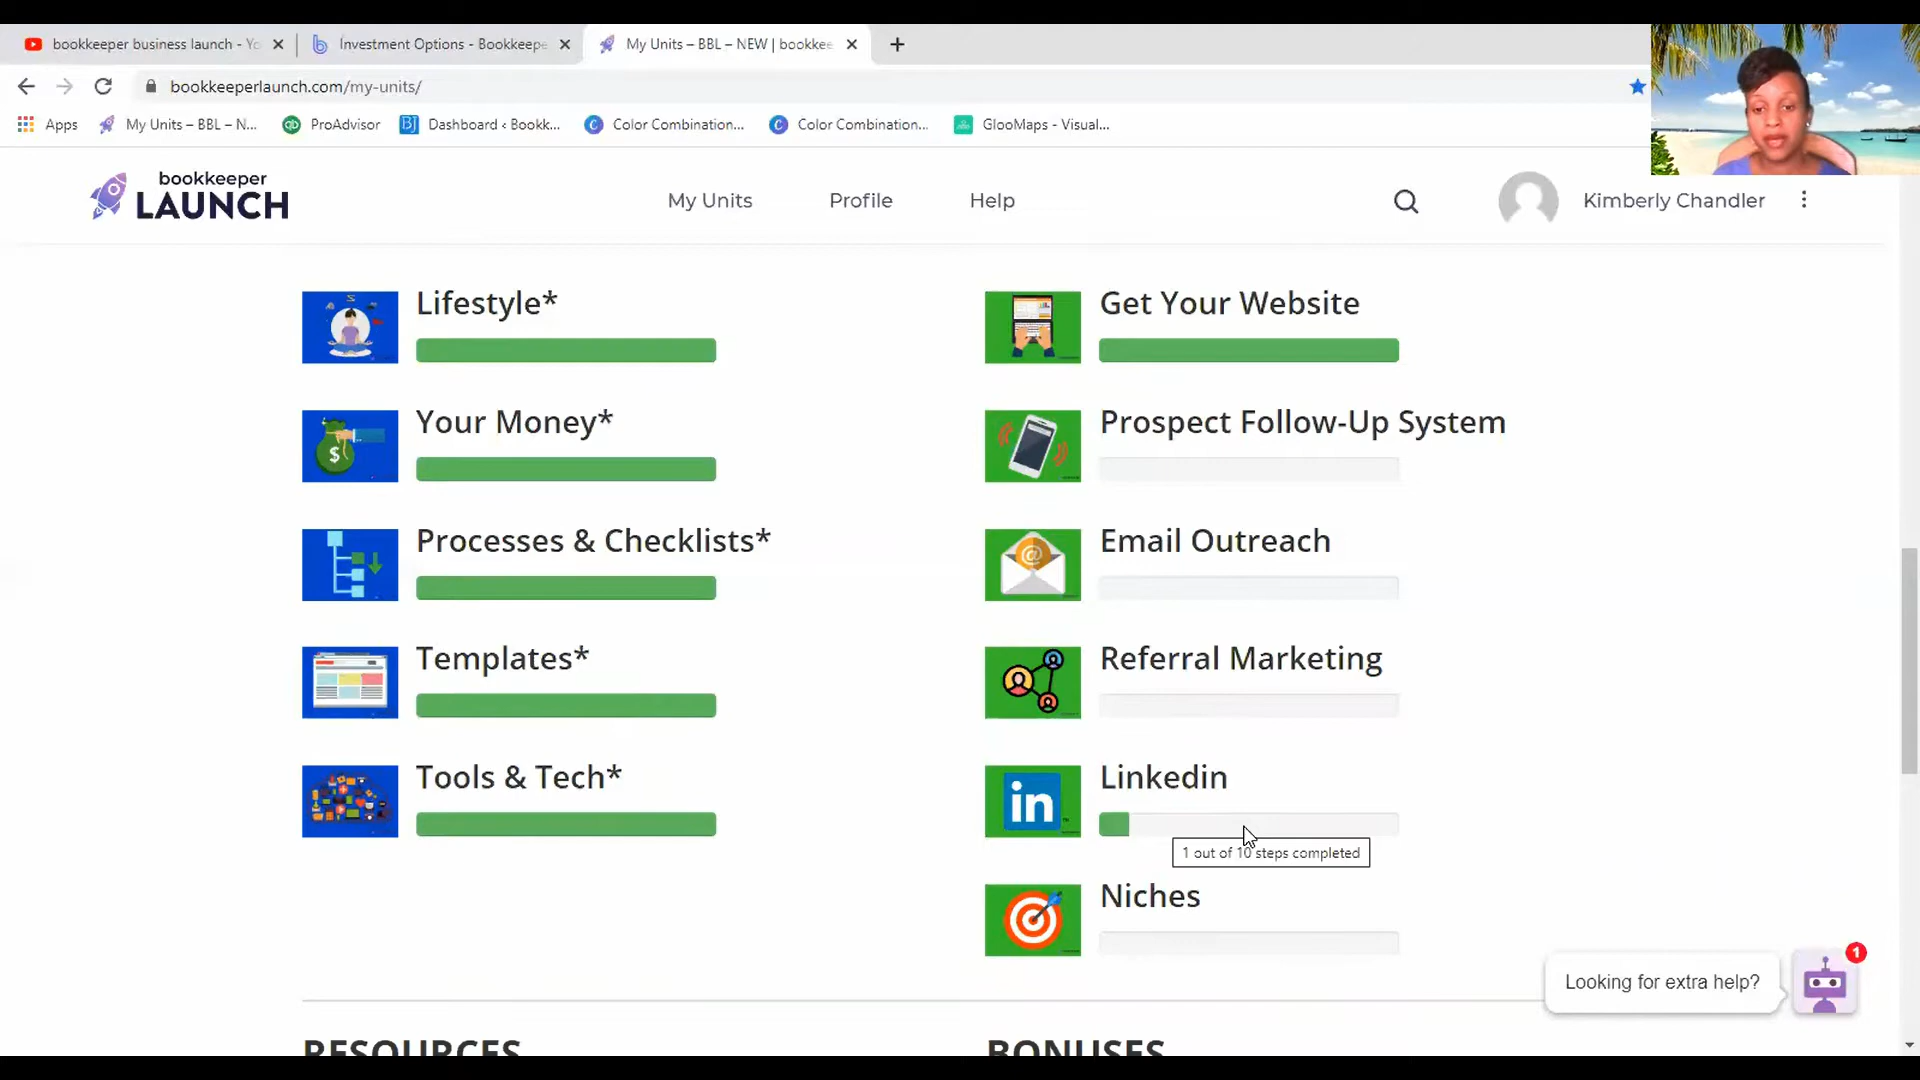 bookkeeper business launch - Yo
Investment Options - Bookkeepe
My Units – BBL – NEW | bookkee
bookkeeperlaunch.com/my-units/
Apps
My Units – BBL – N...
ProAdvisor
Dashboard ‹ Bookk...
Color Combination...
Color Combination...
GlooMaps - Visual...
bookkeeper
LAUNCH
My Units
Profile
Help
Kimberly Chandler
Lifestyle*
Get Your Website
Your Money*
Prospect Follow-Up System
Processes & Checklists*
Email Outreach
Templates*
Referral Marketing
Tools & Tech*
Linkedin
in
1 out of 10 steps completed
Niches
Looking for extra help?
1
RESOURCES
BONUSES